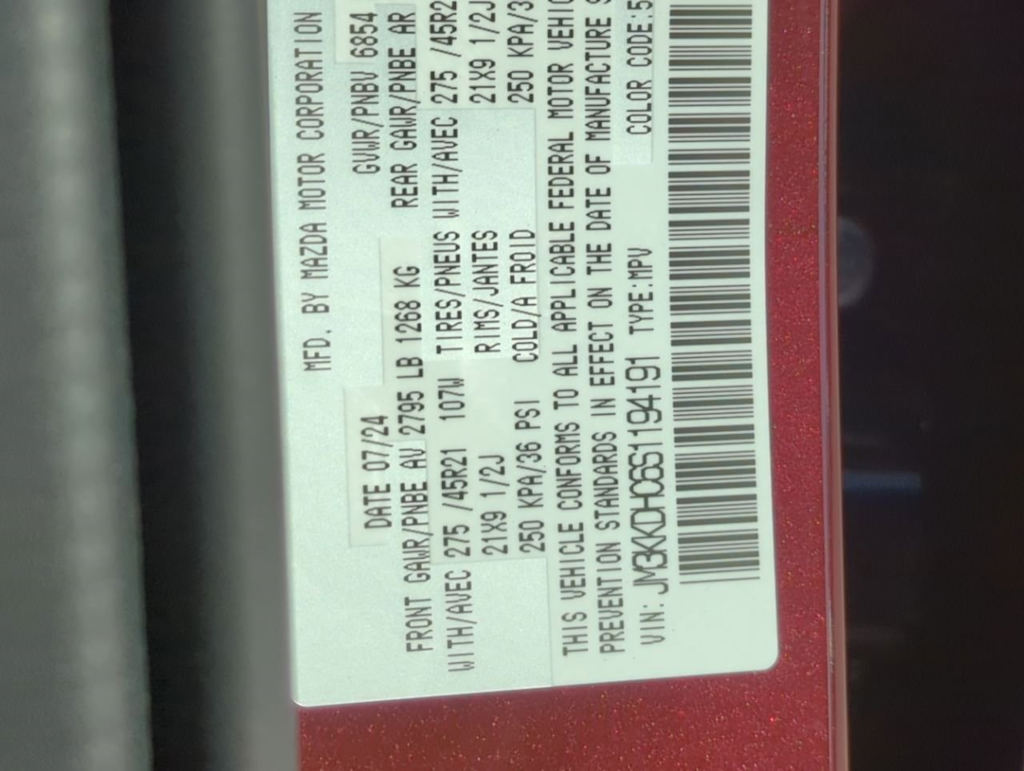 MFD. BY MAZDA MOTOR CORPORATION
DATE 07/24 GVWR/PNBV 6854
FRONT GAWR/PNBE AV 2795 LB 1268 KG REAR GAWR/PNBE AR
WITH/AVEC 275 /45R21 107W TIRES/PNEUS WITH/AVEC 275 /45R2
21X9 1/2J RIMS/JANTES 21X9 1/2J
250 KPA/36 PSI COLD/A FROID 250 KPA/3
THIS VEHICLE CONFORMS TO ALL APPLICABLE FEDERAL MOTOR VEHIC
PREVENTION STANDARDS IN EFFECT ON THE DATE OF MANUFACTURE S
VIN: JM3KKDHC6S1194191 TYPE:MPV COLOR CODE:5